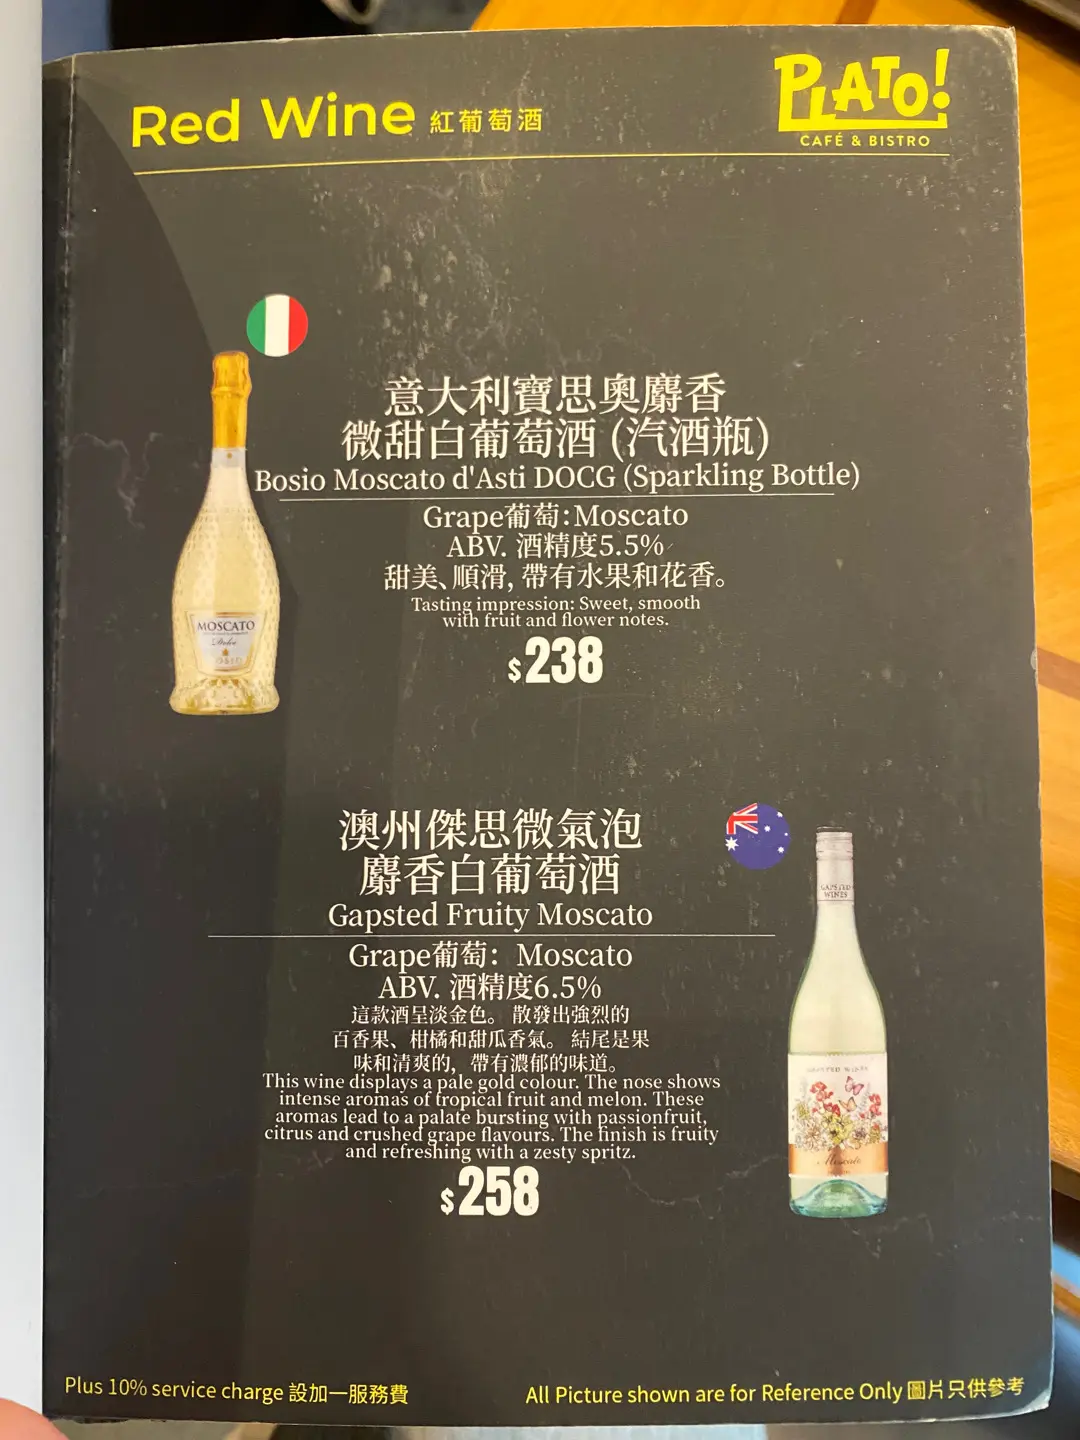 Red Wine 紅葡萄酒
PLATO!
CAFÉ & BISTRO
意大利寶思奧麝香
微甜白葡萄酒 (汽酒瓶)
Bosio Moscato d'Asti DOCG (Sparkling Bottle)
Grape葡萄:Moscato
ABV. 酒精度5.5%
甜美、順滑, 帶有水果和花香。
Tasting impression: Sweet, smooth
with fruit and flower notes.
$238
MOSCATO
Dolce
BOSIO
澳州傑思微氣泡
麝香白葡萄酒
Gapsted Fruity Moscato
Grape葡萄: Moscato
ABV. 酒精度6.5%
這款酒呈淡金色。 散發出強烈的
百香果、柑橘和甜瓜香氣。 結尾是果
味和清爽的, 帶有濃郁的味道。
This wine displays a pale gold colour. The nose shows
intense aromas of tropical fruit and melon. These
aromas lead to a palate bursting with passionfruit,
citrus and crushed grape flavours. The finish is fruity
and refreshing with a zesty spritz.
$258
GAPSTED
WINES
GAPSTED WINES
Moscato
Plus 10% service charge 設加一服務費
All Picture shown are for Reference Only 圖片只供參考